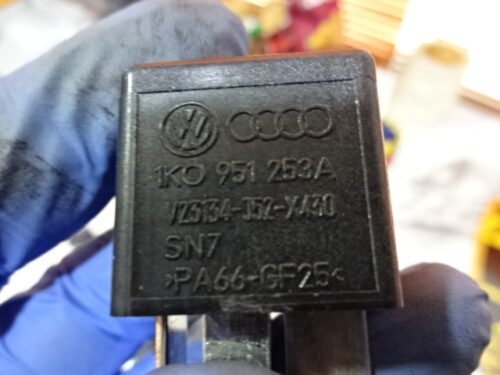 1K0 951 253A
V23134-J52-X430
SN7
>PA66-GF25<